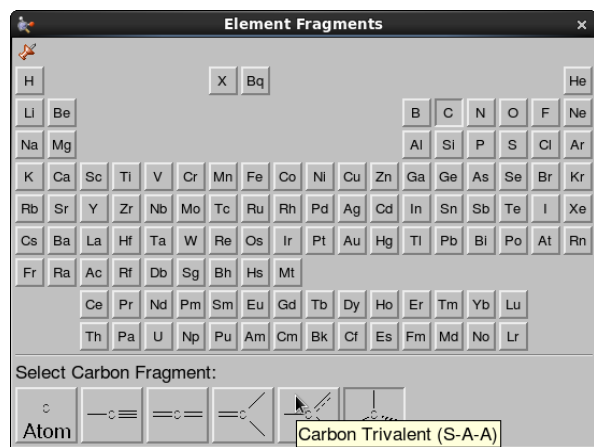 Element Fragments
H X Bq He
Li Be B C N O F Ne
Na Mg Al Si P S Cl Ar
K Ca Sc Ti V Cr Mn Fe Co Ni Cu Zn Ga Ge As Se Br Kr
Rb Sr Y Zr Nb Mo Tc Ru Rh Pd Ag Cd In Sn Sb Te I Xe
Cs Ba La Hf Ta W Re Os Ir Pt Au Hg Tl Pb Bi Po At Rn
Fr Ra Ac Rf Db Sg Bh Hs Mt
Ce Pr Nd Pm Sm Eu Gd Tb Dy Ho Er Tm Yb Lu
Th Pa U Np Pu Am Cm Bk Cf Es Fm Md No Lr
Select Carbon Fragment:
C C C C C C
Atom
Carbon Trivalent (S-A-A)